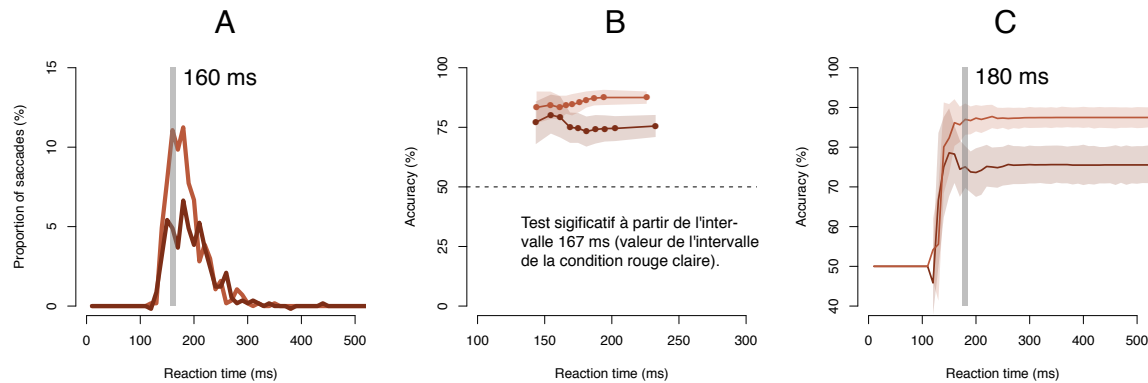 A
160 ms
Proportion of saccades (%)
15
10
5
0
0
100
200
300
400
500
Reaction time (ms)
B
Accuracy (%)
100
75
50
25
0
Test sigificatif à partir de l'inter-
valle 167 ms (valeur de l'intervalle
de la condition rouge claire).
100
150
200
250
300
Reaction time (ms)
C
180 ms
Accuracy (%)
100
90
80
70
60
50
40
0
100
200
300
400
500
Reaction time (ms)